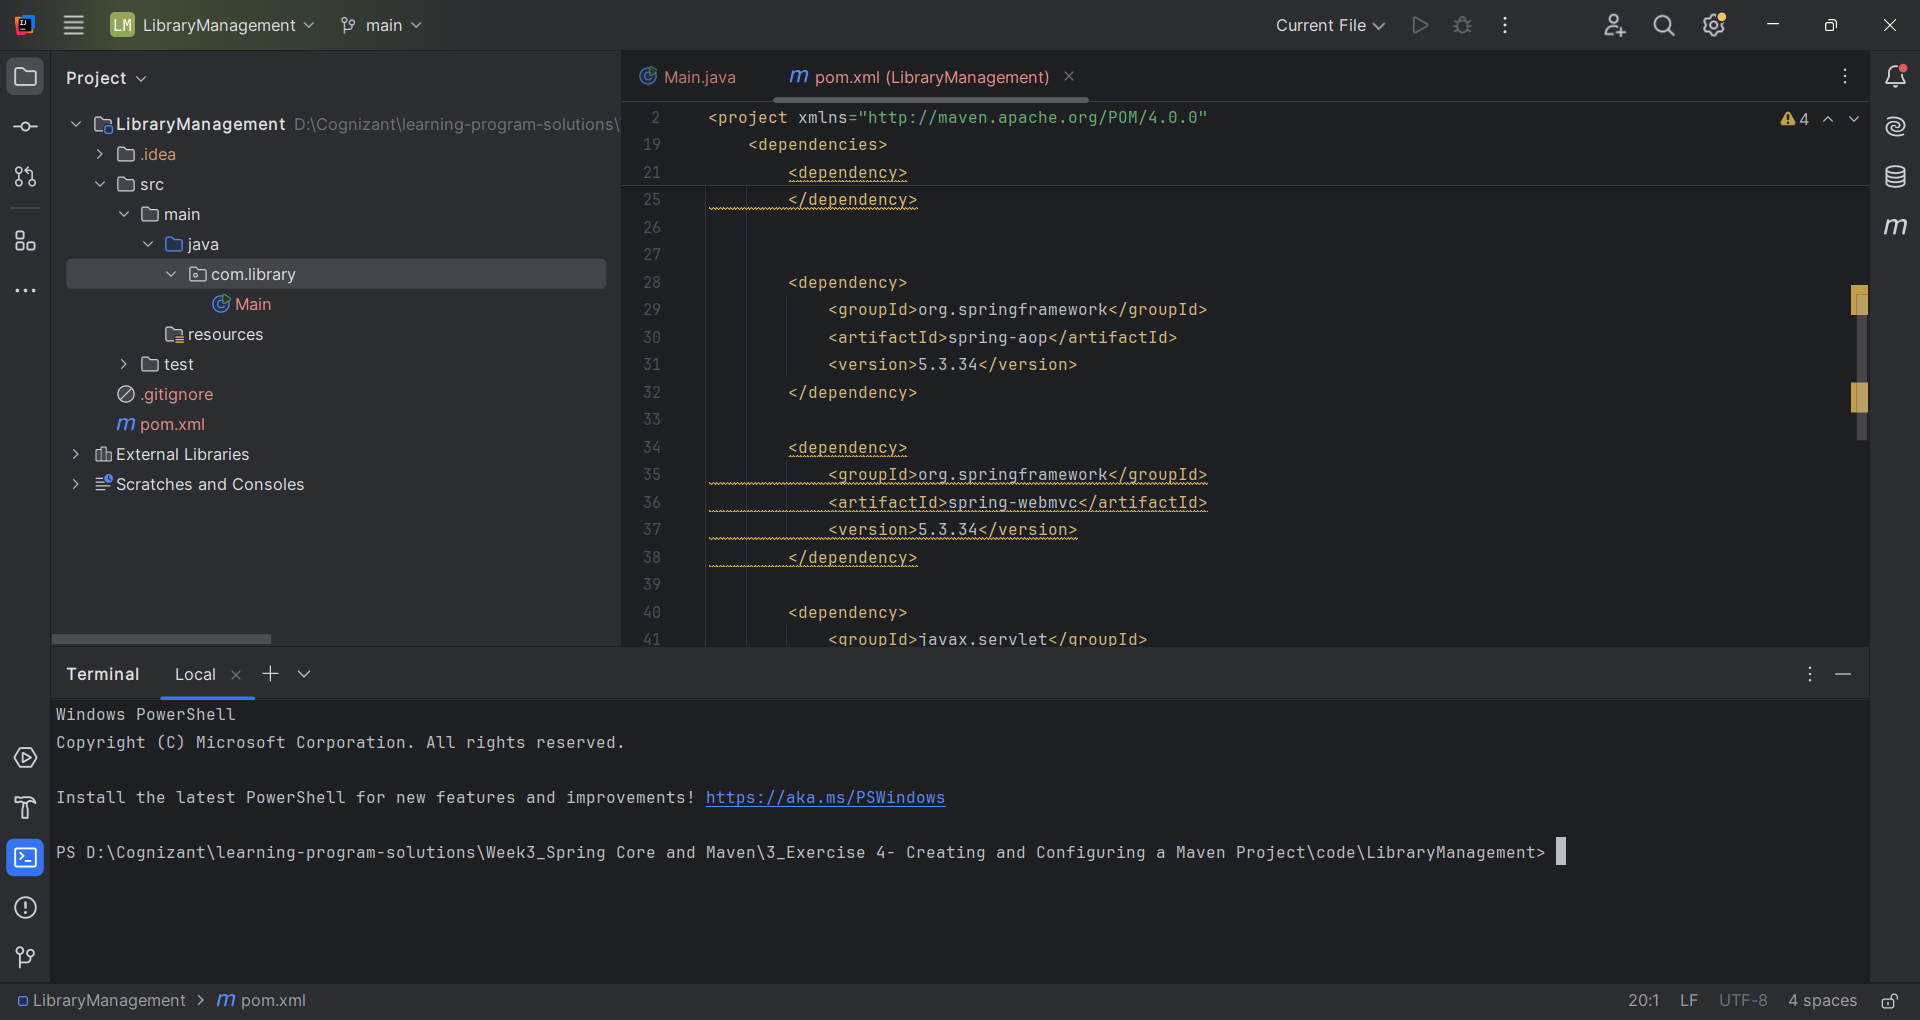 LM LibraryManagement main Current File
Project
LibraryManagement D:\Cognizant\learning-program-solutions\
.idea
src
main
java
com.library
Main
resources
test
.gitignore
m pom.xml
External Libraries
Scratches and Consoles
Main.java m pom.xml (LibraryManagement)
4
2 <project xmlns="http://maven.apache.org/POM/4.0.0"
19 <dependencies>
21 <dependency>
25 </dependency>
26
27
28 <dependency>
29 <groupId>org.springframework</groupId>
30 <artifactId>spring-aop</artifactId>
31 <version>5.3.34</version>
32 </dependency>
33
34 <dependency>
35 <groupId>org.springframework</groupId>
36 <artifactId>spring-webmvc</artifactId>
37 <version>5.3.34</version>
38 </dependency>
39
40 <dependency>
41 <groupId>javax.servlet</groupId>
m
Terminal Local
Windows PowerShell
Copyright (C) Microsoft Corporation. All rights reserved.
Install the latest PowerShell for new features and improvements! https://aka.ms/PSWindows
PS D:\Cognizant\learning-program-solutions\Week3_Spring Core and Maven\3_Exercise 4- Creating and Configuring a Maven Project\code\LibraryManagement>
LibraryManagement > m pom.xml 20:1 LF UTF-8 4 spaces